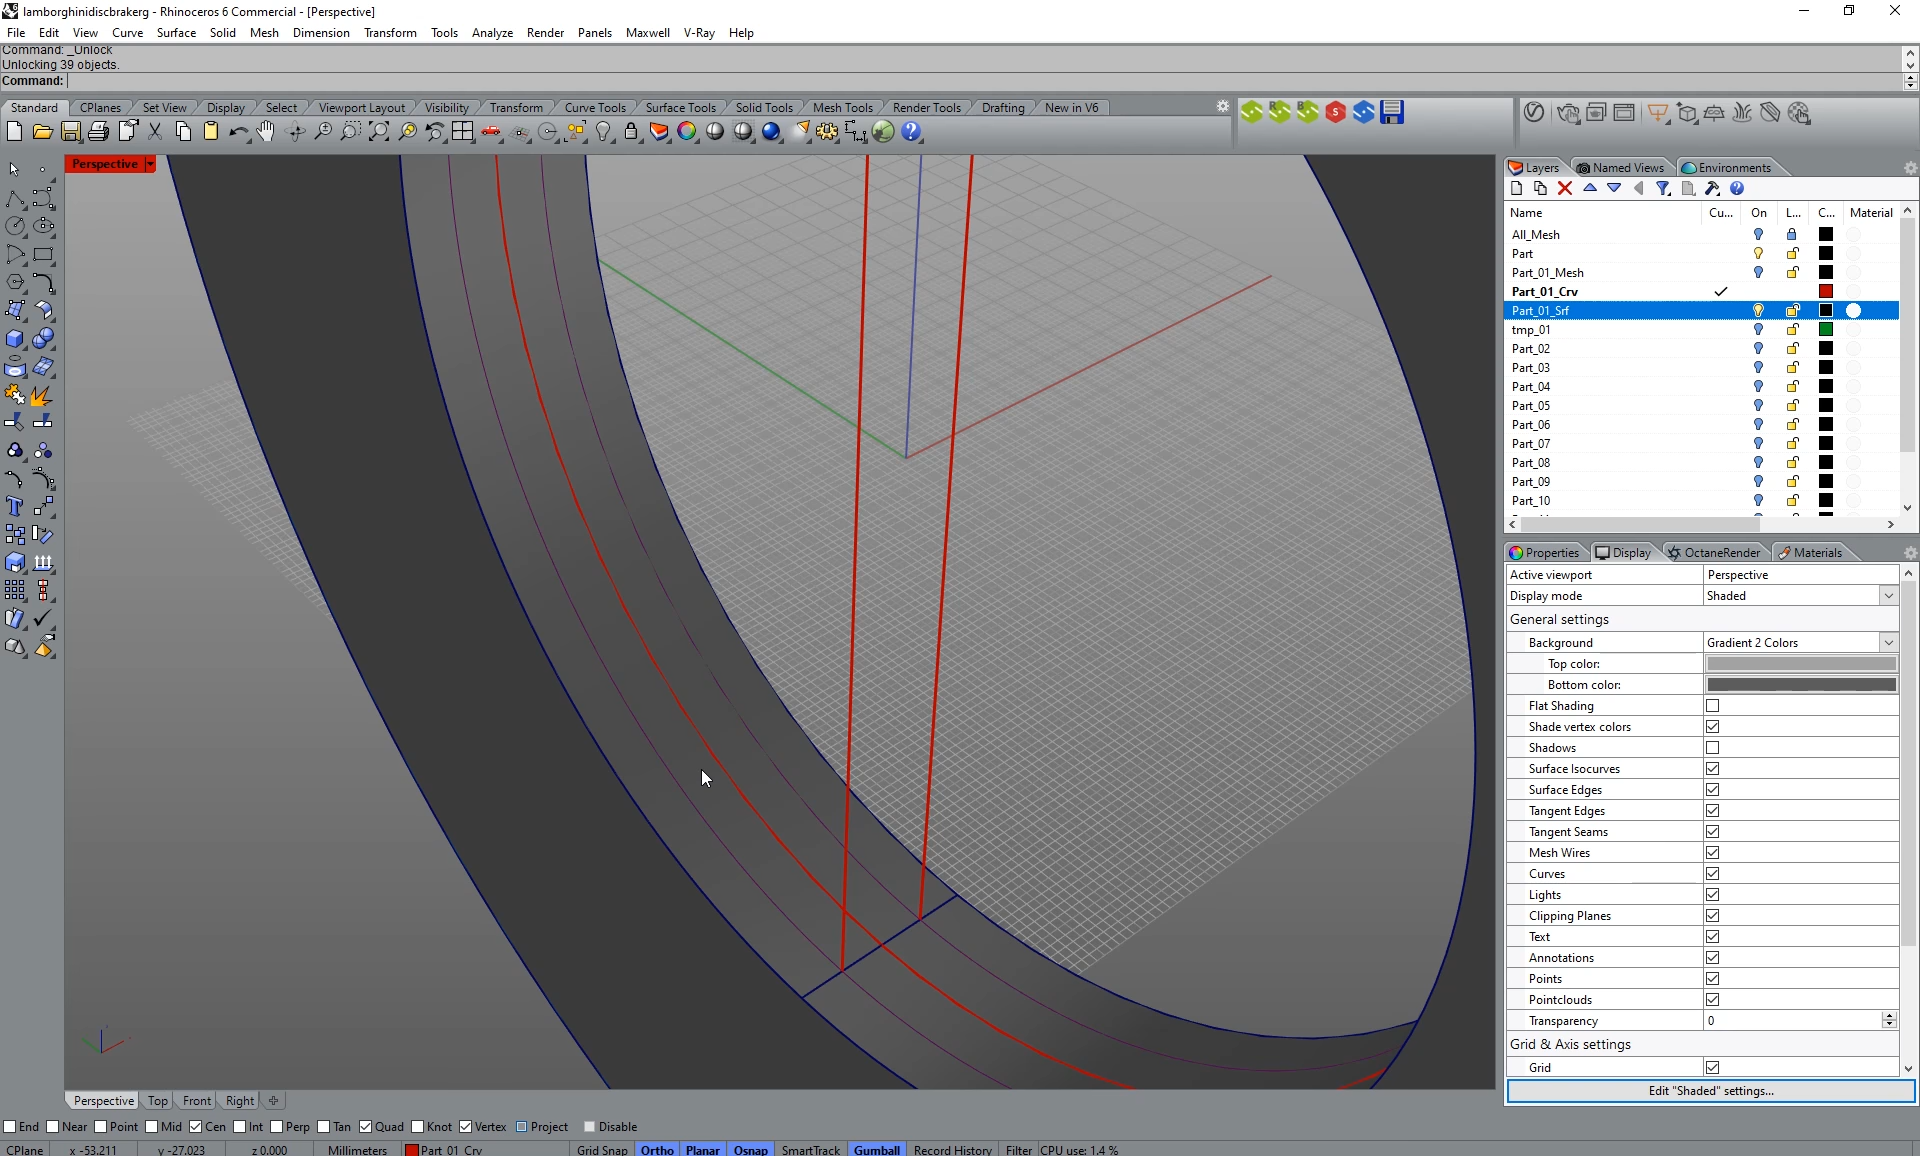 lamborghinidiscbrakerg - Rhinoceros 6 Commercial - [Perspective]
File Edit View Curve Surface Solid Mesh Dimension Transform Tools Analyze Render Panels Maxwell V-Ray Help
Command: _Unlock
Unlocking 39 objects.
Command:
Standard CPlanes Set View Display Select Viewport Layout Visibility Transform Curve Tools Surface Tools Solid Tools Mesh Tools Render Tools Drafting New in V6
Perspective
Layers Named Views Environments
Name Cu... On L... C... Material
All_Mesh
Part
Part_01_Mesh
Part_01_Crv
Part_01_Srf
tmp_01
Part_02
Part_03
Part_04
Part_05
Part_06
Part_07
Part_08
Part_09
Part_10
Properties Display OctaneRender Materials
Active viewport Perspective
Display mode Shaded
General settings
Background Gradient 2 Colors
Top color:
Bottom color:
Flat Shading
Shade vertex colors
Shadows
Surface Isocurves
Surface Edges
Tangent Edges
Tangent Seams
Mesh Wires
Curves
Lights
Clipping Planes
Text
Annotations
Points
Pointclouds
Transparency 0
Grid & Axis settings
Grid
Edit "Shaded" settings...
Perspective Top Front Right
End Near Point Mid Cen Int Perp Tan Quad Knot Vertex Project Disable
CPlane x -53.211 y -27.023 z 0.000 Millimeters Part_01_Crv Grid Snap Ortho Planar Osnap SmartTrack Gumball Record History Filter CPU use: 1.4 %